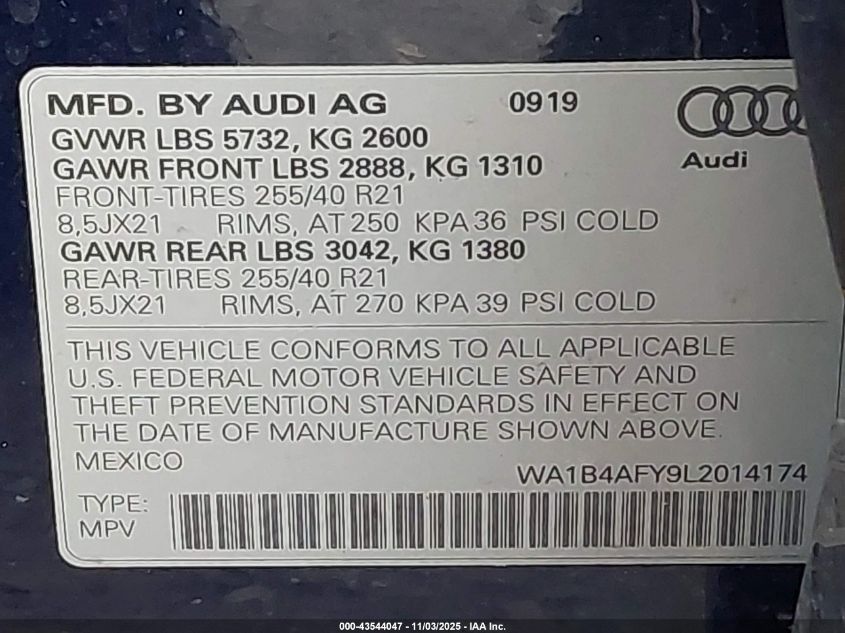 MFD. BY AUDI AG 0919
GVWR LBS 5732, KG 2600
GAWR FRONT LBS 2888, KG 1310
Audi
FRONT-TIRES 255/40 R21
8,5JX21 RIMS, AT 250 KPA 36 PSI COLD
GAWR REAR LBS 3042, KG 1380
REAR-TIRES 255/40 R21
8,5JX21 RIMS, AT 270 KPA 39 PSI COLD
THIS VEHICLE CONFORMS TO ALL APPLICABLE
U.S. FEDERAL MOTOR VEHICLE SAFETY AND
THEFT PREVENTION STANDARDS IN EFFECT ON
THE DATE OF MANUFACTURE SHOWN ABOVE.
MEXICO
WA1B4AFY9L2014174
TYPE:
MPV
000-43544047 - 11/03/2025 - IAA Inc.